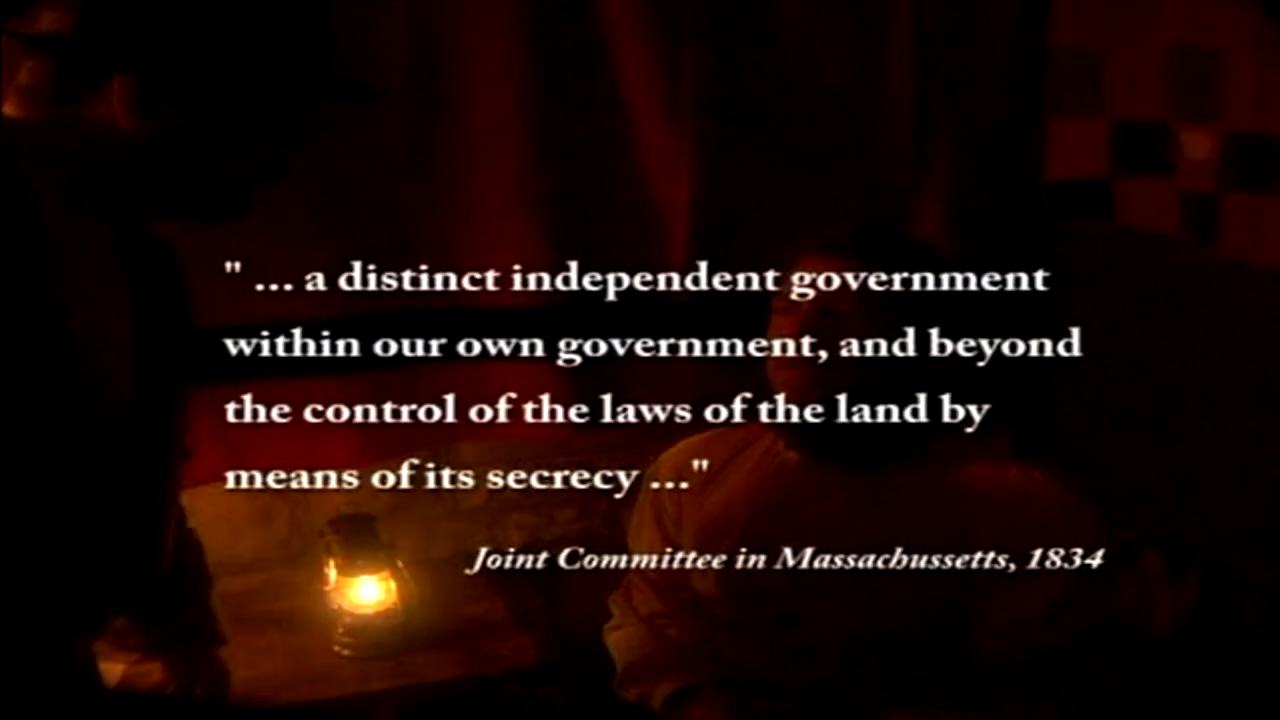 " ... a distinct independent government
within our own government, and beyond
the control of the laws of the land by
means of its secrecy ..."
Joint Committee in Massachussetts, 1834